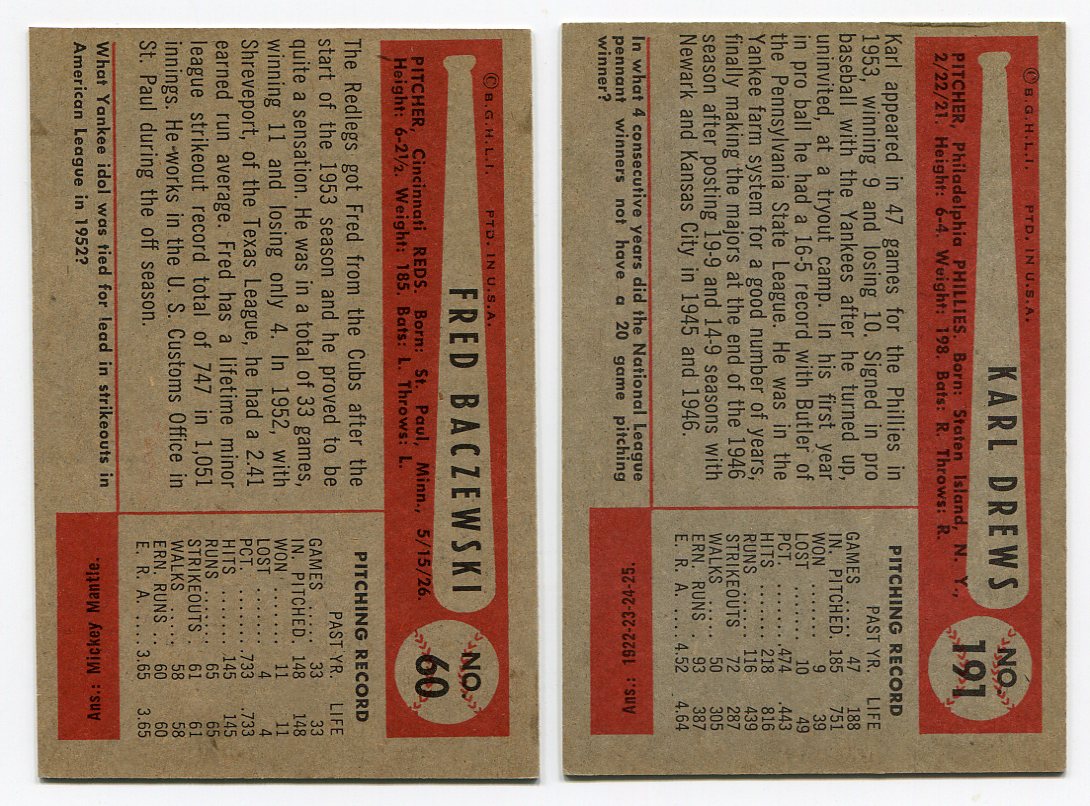 © B.G.H.L.I. PTD. IN U.S.A.
FRED BACZEWSKI
NO.
60
PITCHER, Cincinnati REDS. Born: St. Paul, Minn., 5/15/26.
Height: 6-2½. Weight: 185. Bats: L. Throws: L.
The Redlegs got Fred from the Cubs after the
start of the 1953 season and he proved to be
quite a sensation. He was in a total of 33 games,
winning 11 and losing only 4. In 1952, with
Shreveport, of the Texas League, he had a 2.41
earned run average. Fred has a lifetime minor
league strikeout record total of 747 in 1,051
innings. He works in the U. S. Customs Office in
St. Paul during the off season.
What Yankee idol was tied for lead in strikeouts in
American League in 1952?
PITCHING RECORD
PAST YR. LIFE
GAMES ..... 33 33
IN. PITCHED. 148 148
WON ...... 11 11
LOST ...... 4 4
PCT. ...... .733 .733
HITS ...... 145 145
RUNS ..... 65 65
STRIKEOUTS 61 61
WALKS .... 58 58
ERN. RUNS . 60 60
E. R. A. .... 3.65 3.65
Ans.: Mickey Mantle.
© B.G.H.L.I. PTD. IN U.S.A.
KARL DREWS
NO.
191
PITCHER, Philadelphia PHILLIES. Born: Staten Island, N. Y.,
2/22/21. Height: 6-4. Weight: 198. Bats: R. Throws: R.
Karl appeared in 47 games for the Phillies in
1953, winning 9 and losing 10. Signed in pro
baseball with the Yankees after he turned up,
uninvited, at a tryout camp. In his first year
in pro ball he had a 16-5 record with Butler of
the Pennsylvania State League. He was in the
Yankee farm system for a good number of years,
finally making the majors at the end of the 1946
season after posting 19-9 and 14-9 seasons with
Newark and Kansas City in 1945 and 1946.
In what 4 consecutive years did the National League
pennant winners not have a 20 game pitching
winner?
PITCHING RECORD
PAST YR. LIFE
GAMES ..... 47 188
IN. PITCHED. 185 751
WON ...... 9 39
LOST ...... 10 49
PCT. ...... .474 .443
HITS ...... 218 816
RUNS ..... 116 439
STRIKEOUTS 72 287
WALKS .... 50 305
ERN. RUNS . 93 387
E. R. A. .... 4.52 4.64
Ans.: 1922-23-24-25.